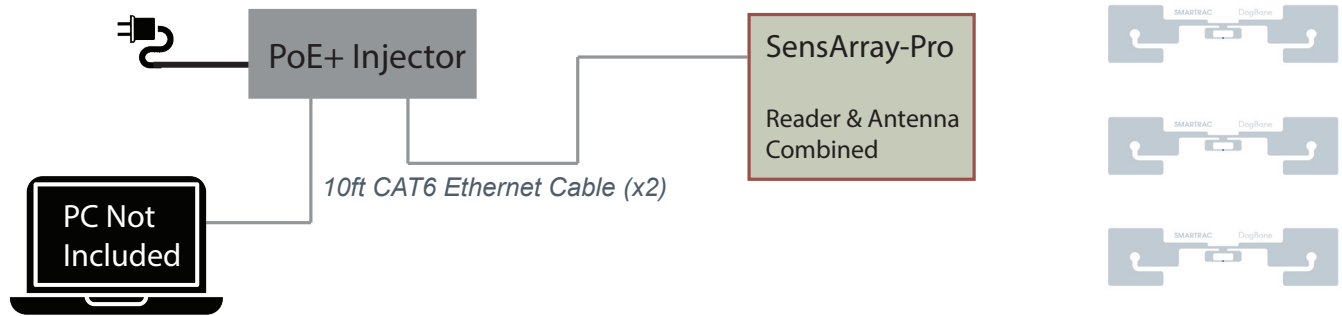 PoE+ Injector
SensArray-Pro
Reader & Antenna
Combined
10ft CAT6 Ethernet Cable (x2)
PC Not
Included
SMARTRAC DogBone
SMARTRAC DogBone
SMARTRAC DogBone